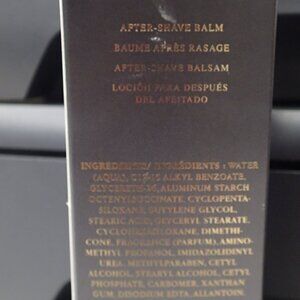 AFTER-SHAVE BALM
BAUME APRÈS RASAGE
AFTER-SHAVE BALSAM
LOCIÓN PARA DESPUÉS
DEL AFEITADO
INGREDIENTS/ INGRÉDIENTS : WATER
(AQUA), C12-15 ALKYL BENZOATE,
GLYCERETH-26, ALUMINUM STARCH
OCTENYLSUCCINATE, CYCLOPENTA-
SILOXANE, BUTYLENE GLYCOL,
STEARIC ACID, GLYCERYL STEARATE,
CYCLOHEXASILOXANE, DIMETHI-
CONE, FRAGRANCE (PARFUM), AMINO-
METHYL PROPANOL, IMIDAZOLIDINYL
UREA, METHYLPARABEN, CETYL
ALCOHOL, STEARYL ALCOHOL, CETYL
PHOSPHATE, CARBOMER, XANTHAN
GUM, DISODIUM EDTA, ALLANTOIN.